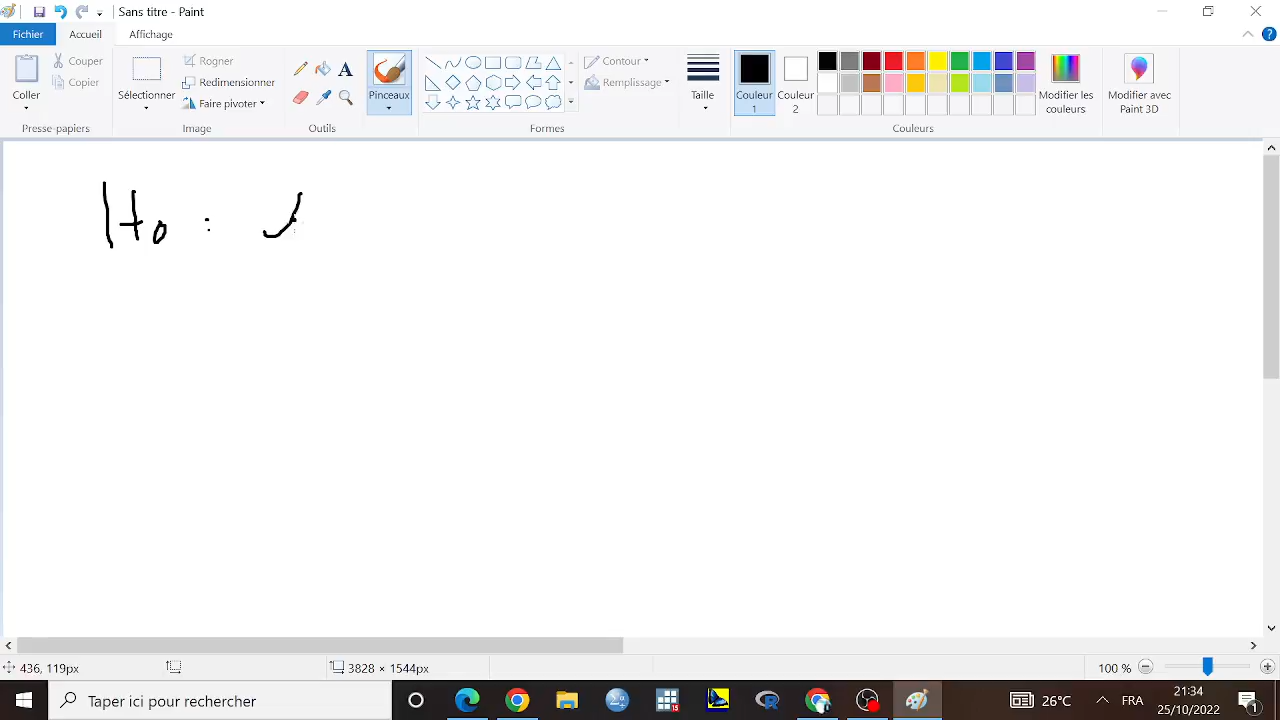 Sans titre - Paint
Fichier Accueil Affichage
Coller
Couper
Copier
Presse-papiers
Sélectionner
Rogner
Redimensionner
Faire pivoter
Image
Outils
Pinceaux
Formes
Contour
Remplissage
Taille
Couleur 1
Couleur 2
Couleurs
Modifier les couleurs
Modifier avec Paint 3D
H0 :
436, 119px
3828 × 1544px
100 %
Taper ici pour rechercher
15
26°C
FRA
21:34
25/10/2022
1